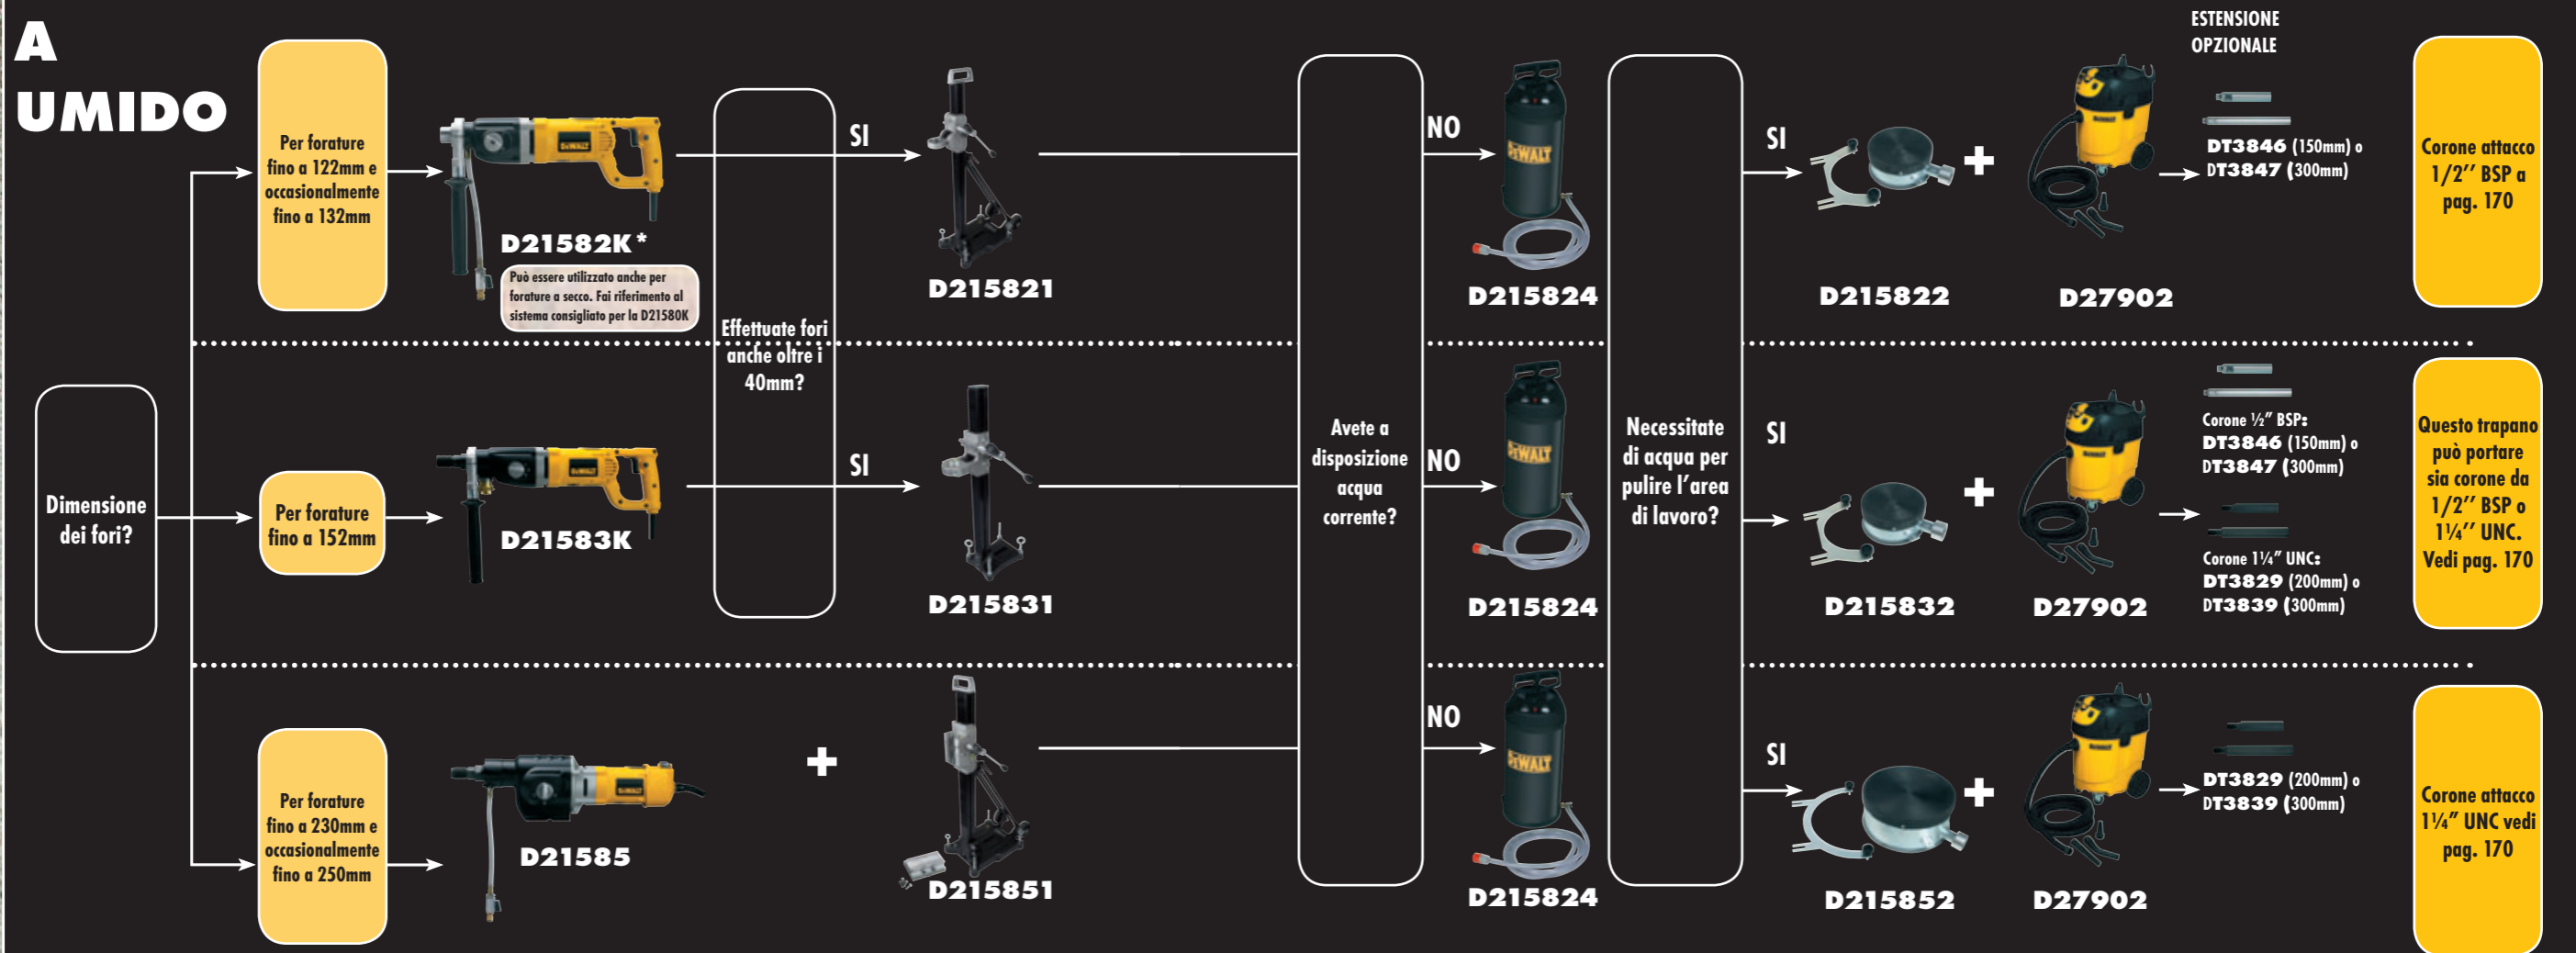 A
UMIDO
Dimensione
dei fori?
Per forature
fino a 122mm e
occasionalmente
fino a 132mm
DEWALT
D21582K*
Può essere utilizzato anche per
forature a secco. Fai riferimento al
sistema consigliato per la D21580K
Effettuate fori
anche oltre i
40mm?
SI
D215821
Avete a
disposizione
acqua
corrente?
NO
DEWALT
D215824
Necessitate
di acqua per
pulire l'area
di lavoro?
SI
D215822
+
D27902
ESTENSIONE
OPZIONALE
DT3846 (150mm) o
DT3847 (300mm)
Corone attacco
1/2'' BSP a
pag. 170
Per forature
fino a 152mm
DEWALT
D21583K
SI
D215831
NO
DEWALT
D215824
SI
D215832
+
D27902
Corone ½" BSP:
DT3846 (150mm) o
DT3847 (300mm)
Corone 1¼" UNC:
DT3829 (200mm) o
DT3839 (300mm)
Questo trapano
può portare
sia corone da
1/2'' BSP o
1¼'' UNC.
Vedi pag. 170
Per forature
fino a 230mm e
occasionalmente
fino a 250mm
DEWALT
D21585
+
D215851
NO
DEWALT
D215824
SI
D215852
+
D27902
DT3829 (200mm) o
DT3839 (300mm)
Corone attacco
1¼" UNC vedi
pag. 170